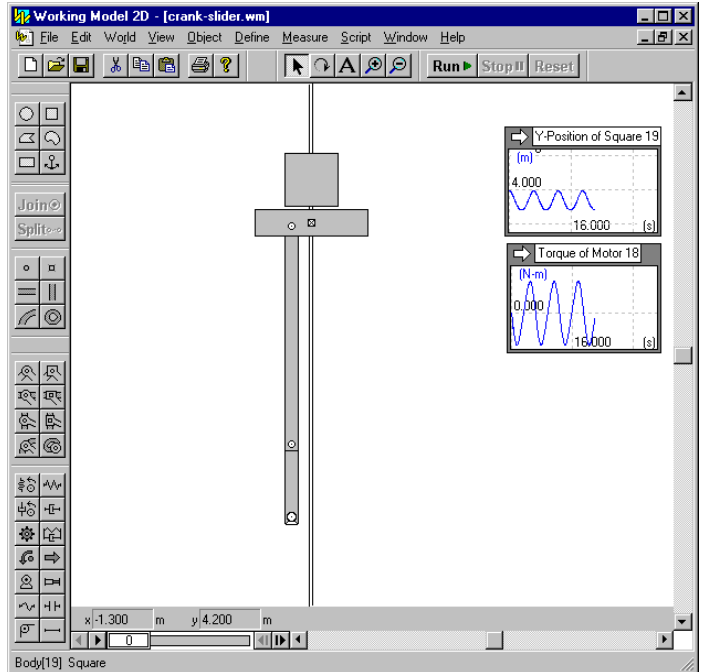 Working Model 2D - [crank-slider.wm]
File Edit World View Object Define Measure Script Window Help
A Run Stop Reset
Y-Position of Square 19
(m)
4.000
16.000 (s)
Join
Split
Torque of Motor 18
(N-m)
0.000
16.000 (s)
x -1.300 m y 4.200 m
0
Body[19] Square